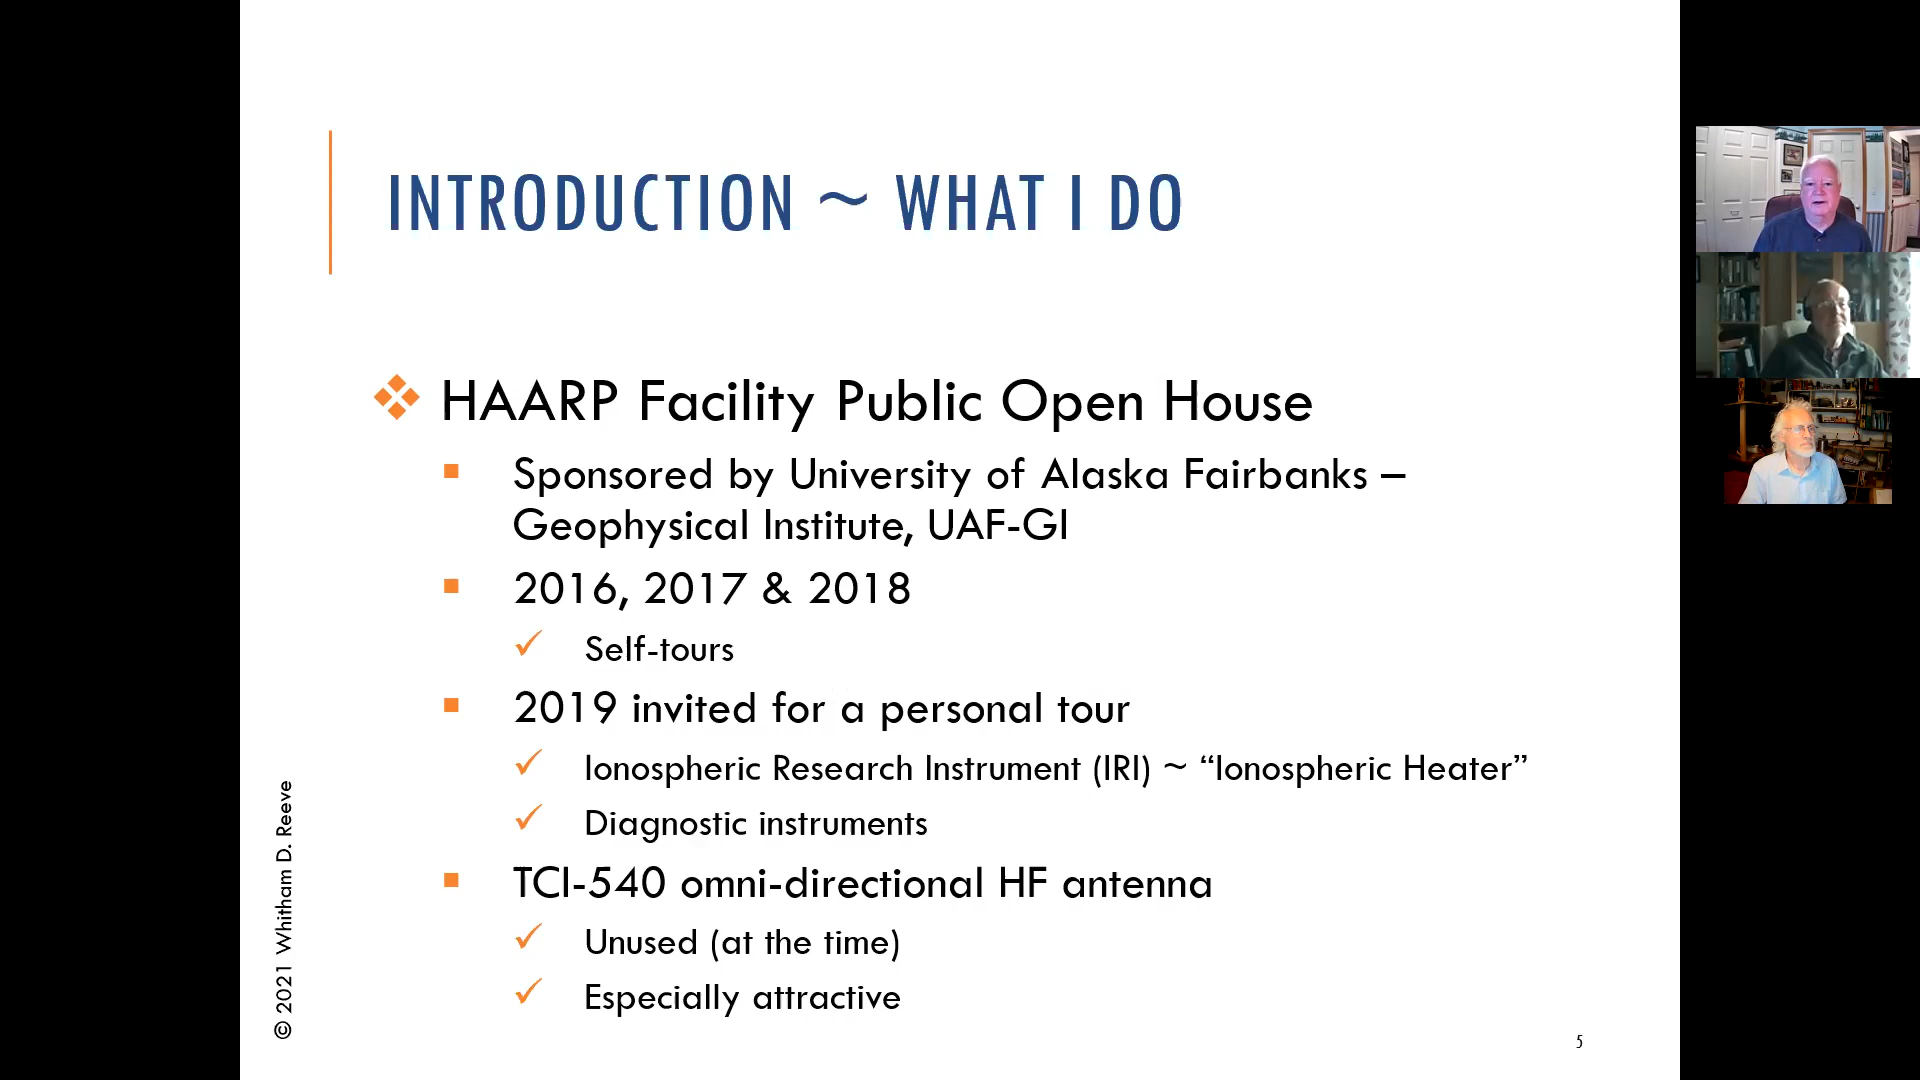 INTRODUCTION ~ WHAT I DO
HAARP Facility Public Open House
Sponsored by University of Alaska Fairbanks –
Geophysical Institute, UAF-GI
2016, 2017 & 2018
Self-tours
2019 invited for a personal tour
Ionospheric Research Instrument (IRI) ~ “Ionospheric Heater”
Diagnostic instruments
TCI-540 omni-directional HF antenna
Unused (at the time)
Especially attractive
© 2021 Whitham D. Reeve
5